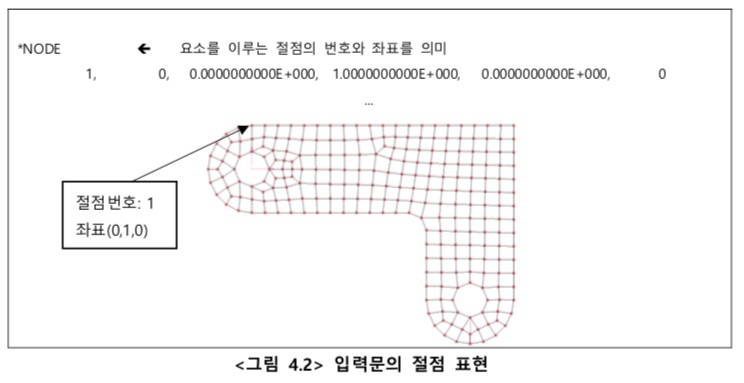 *NODE ← 요소를 이루는 절점의 번호와 좌표를 의미
1, 0, 0.0000000000E+000, 1.0000000000E+000, 0.0000000000E+000, 0
...
절점번호: 1
좌표(0,1,0)
<그림 4.2> 입력문의 절점 표현